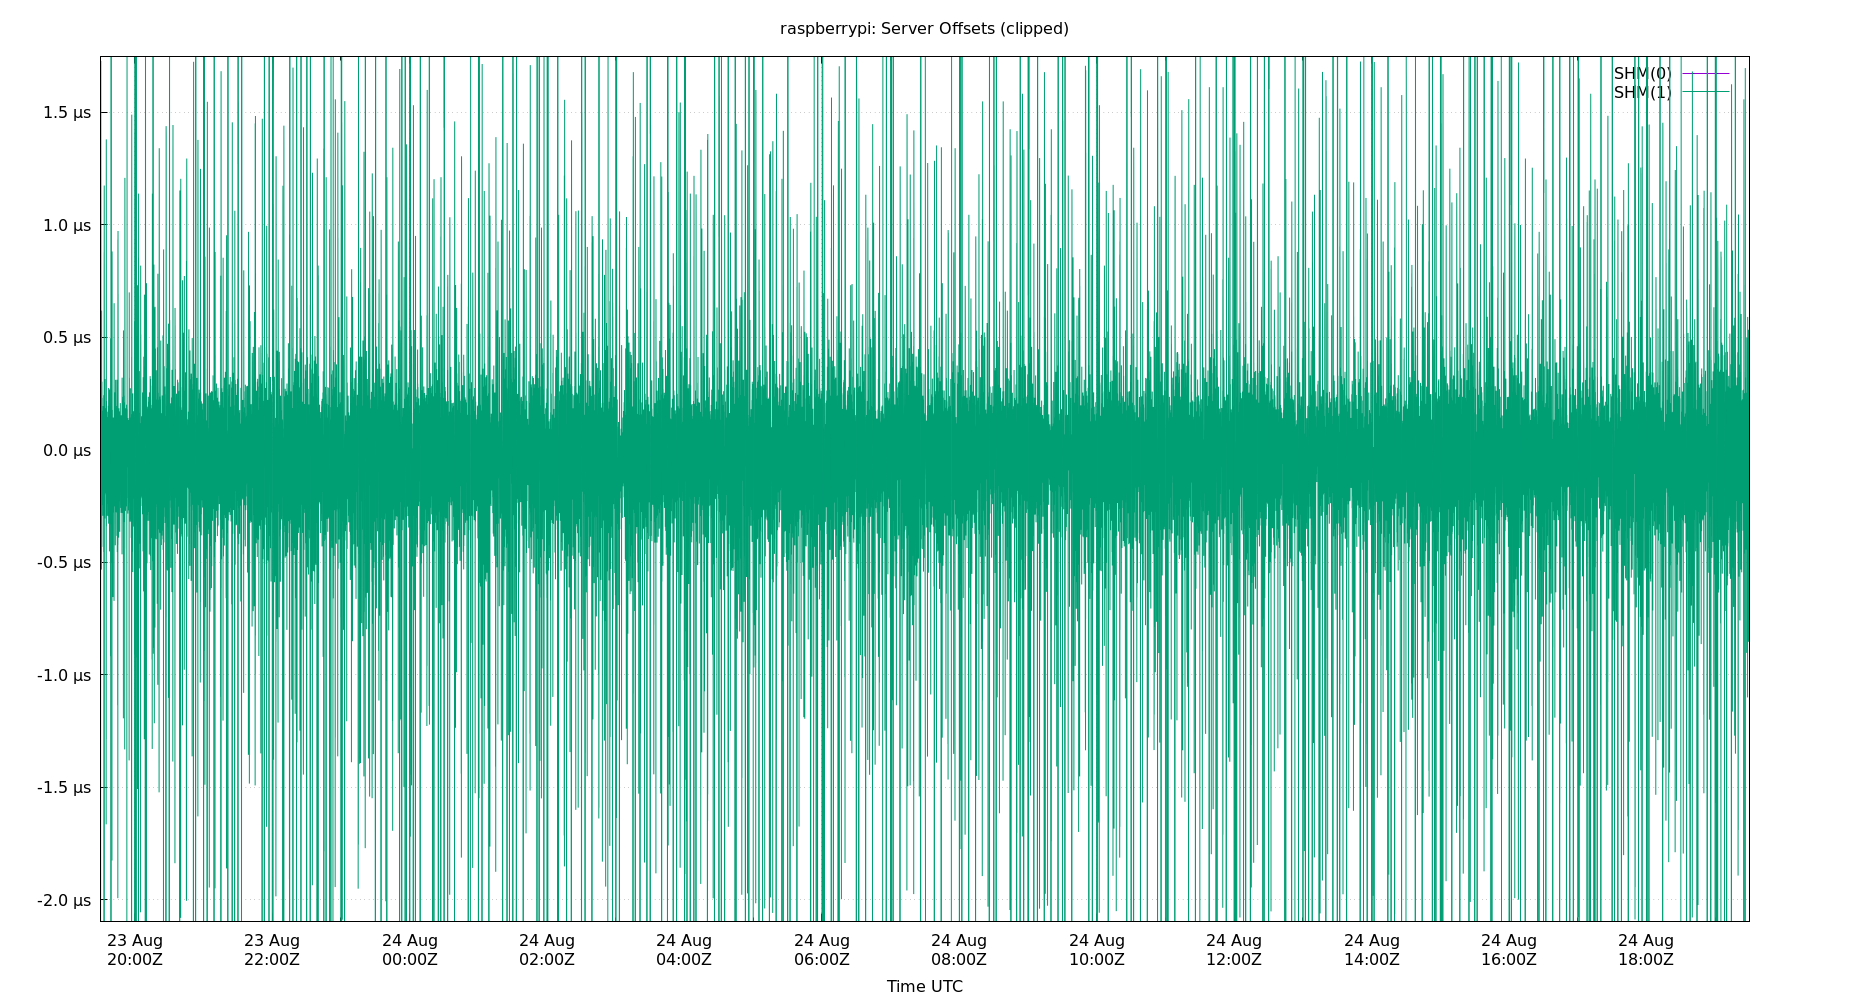 raspberrypi: Server Offsets (clipped)
SHM(0)
SHM(1)
1.5 µs
1.0 µs
0.5 µs
0.0 µs
-0.5 µs
-1.0 µs
-1.5 µs
-2.0 µs
23 Aug 23 Aug 24 Aug 24 Aug 24 Aug 24 Aug 24 Aug 24 Aug 24 Aug 24 Aug 24 Aug 24 Aug
20:00Z 22:00Z 00:00Z 02:00Z 04:00Z 06:00Z 08:00Z 10:00Z 12:00Z 14:00Z 16:00Z 18:00Z
Time UTC